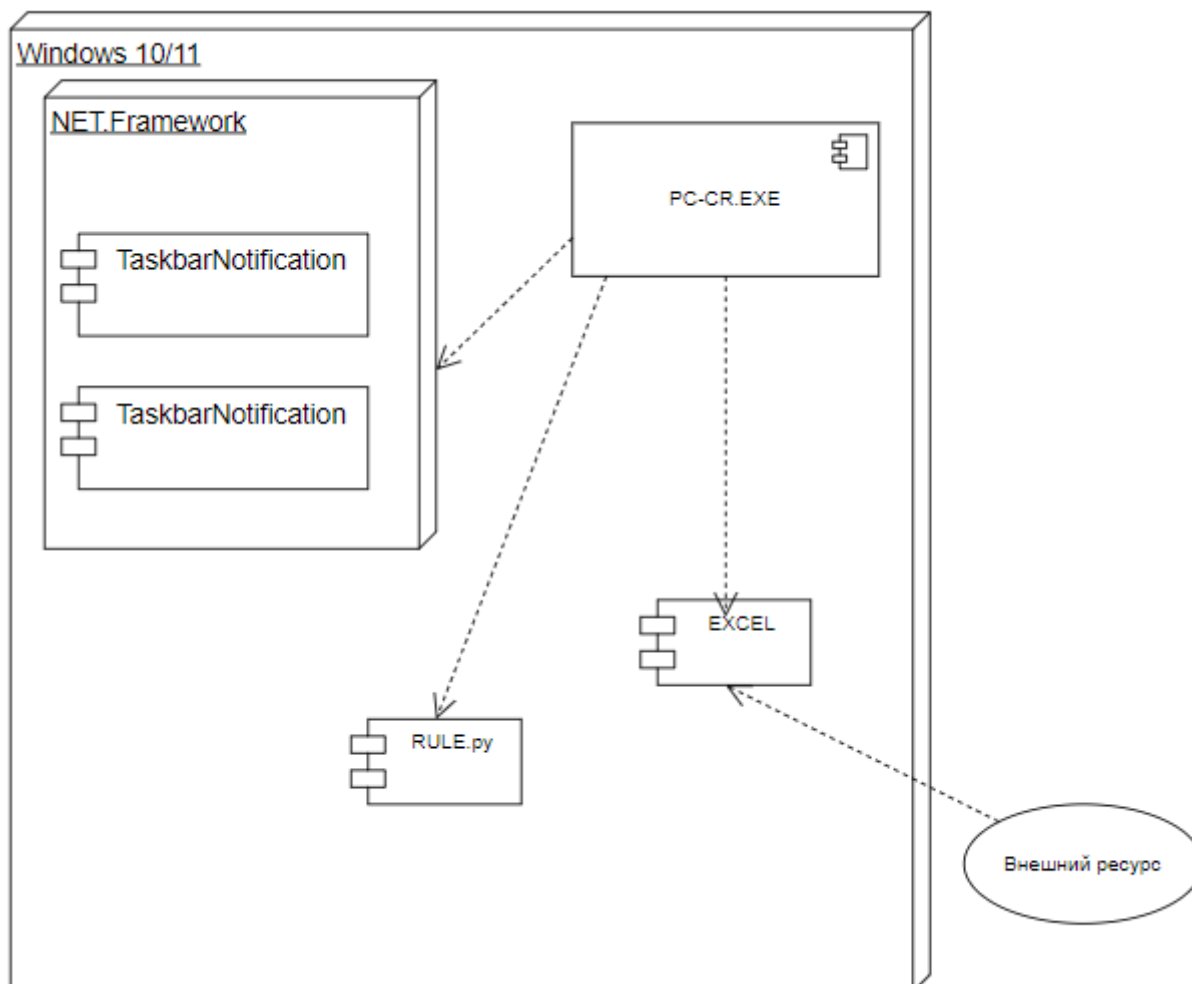 Windows 10/11
NET.Framework
PC-CR.EXE
TaskbarNotification
TaskbarNotification
EXCEL
RULE.py
Внешний ресурс